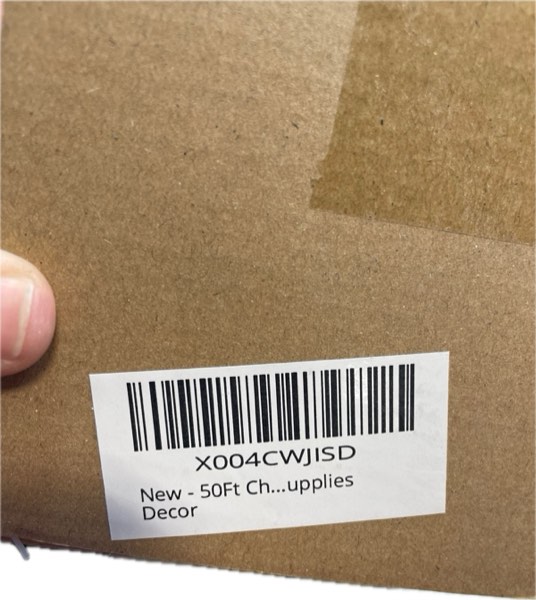 X004CWJISD
New - 50Ft Ch...upplies
Decor